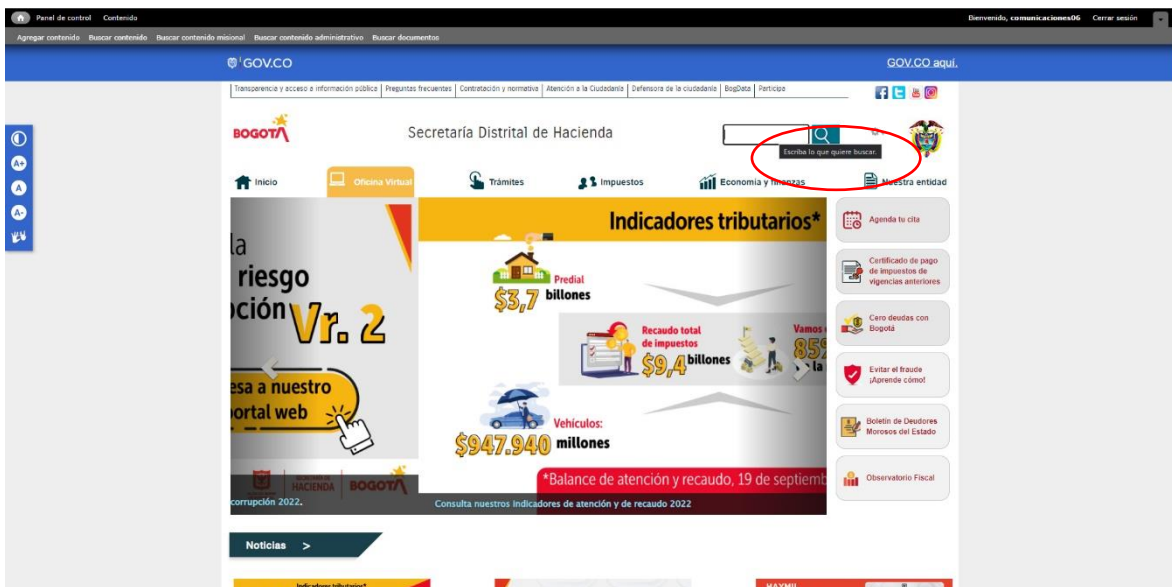 Panel de control Contenido
Bienvenido, comunicaciones06 Cerrar sesión
Agregar contenido Buscar contenido Buscar contenido misional Buscar contenido administrativo Buscar documentos
GOV.CO
GOV.CO aquí.
Transparencia y acceso a información pública Preguntas frecuentes Contratación y normativa Atención a la Ciudadanía Defensora de la ciudadanía BogData Participa
BOGOTÁ
Secretaría Distrital de Hacienda
Escriba lo que quiere buscar.
A+
A
A-
Inicio Oficina Virtual Trámites Impuestos Economía y finanzas Nuestra entidad
la
riesgo
pción
Vr. 2
esa a nuestro
portal web
HACIENDA BOGOTÁ
corrupción 2022.
Indicadores tributarios*
Predial
$3,7 billones
Recaudo total
de impuestos
$9,4 billones
Vamos
85%
la
Vehículos:
$947.940 millones
*Balance de atención y recaudo, 19 de septiemb
Consulta nuestros indicadores de atención y de recaudo 2022
Agenda tu cita
Certificado de pago
de impuestos de
vigencias anteriores
Cero deudas con
Bogotá
Evitar el fraude
¡Aprende cómo!
Boletín de Deudores
Morosos del Estado
Observatorio Fiscal
Noticias >
Indicadores tributarios*